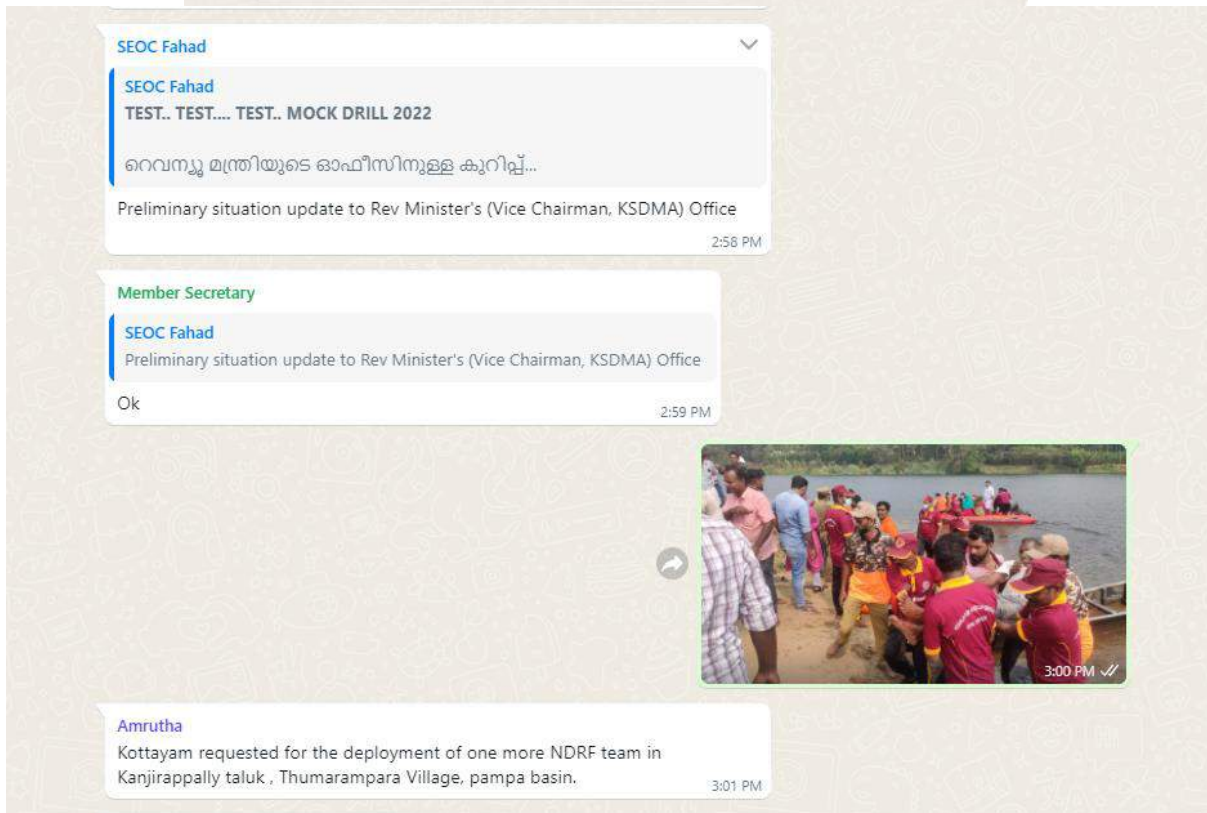 SEOC Fahad
SEOC Fahad
TEST.. TEST.... TEST.. MOCK DRILL 2022
റെവന്യൂ മന്ത്രിയുടെ ഓഫീസിനുള്ള കുറിപ്പ്...
Preliminary situation update to Rev Minister's (Vice Chairman, KSDMA) Office
2:58 PM
Member Secretary
SEOC Fahad
Preliminary situation update to Rev Minister's (Vice Chairman, KSDMA) Office
Ok
2:59 PM
3:00 PM
Amrutha
Kottayam requested for the deployment of one more NDRF team in
Kanjirappally taluk , Thumarampara Village, pampa basin.
3:01 PM